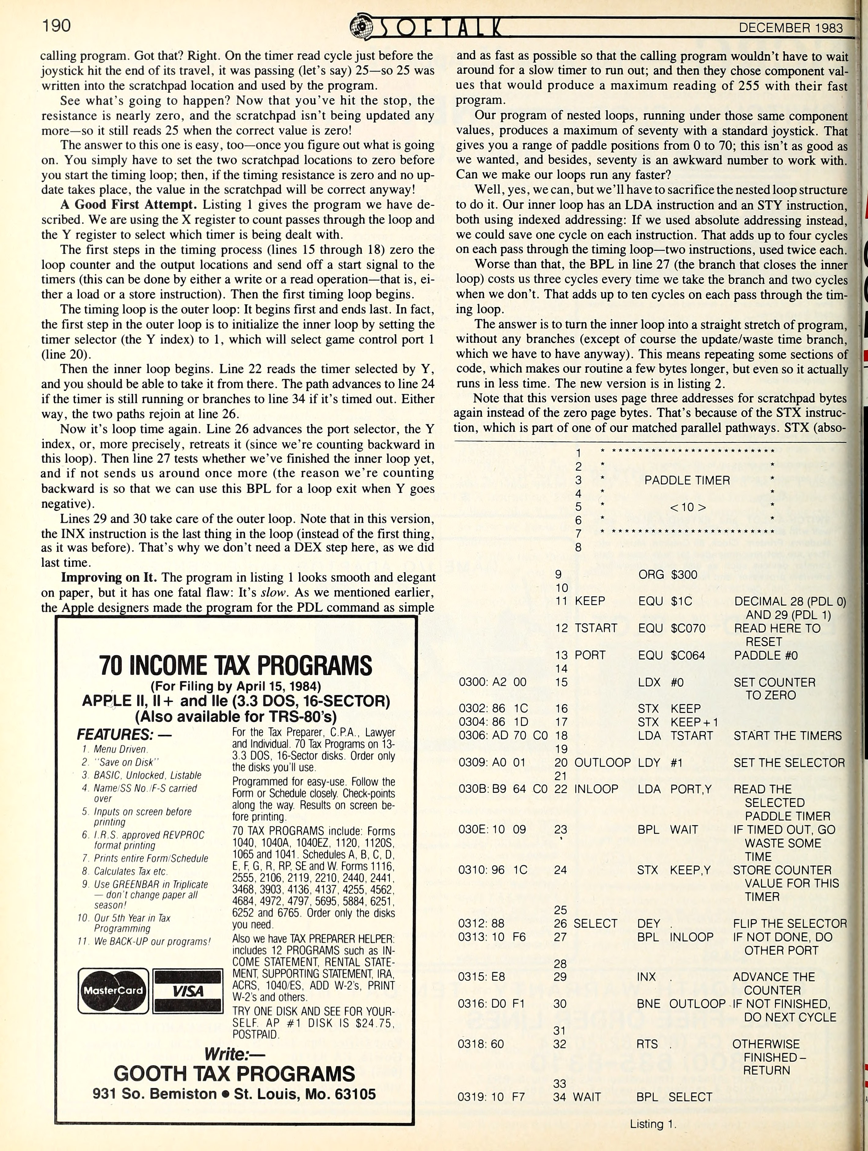 190
SOFTALK
DECEMBER 1983
calling program. Got that? Right. On the timer read cycle just before the
joystick hit the end of its travel, it was passing (let's say) 25—so 25 was
written into the scratchpad location and used by the program.
See what's going to happen? Now that you've hit the stop, the
resistance is nearly zero, and the scratchpad isn't being updated any
more—so it still reads 25 when the correct value is zero!
The answer to this one is easy, too—once you figure out what is going
on. You simply have to set the two scratchpad locations to zero before
you start the timing loop; then, if the timing resistance is zero and no up-
date takes place, the value in the scratchpad will be correct anyway!
A Good First Attempt. Listing 1 gives the program we have de-
scribed. We are using the X register to count passes through the loop and
the Y register to select which timer is being dealt with.
The first steps in the timing process (lines 15 through 18) zero the
loop counter and the output locations and send off a start signal to the
timers (this can be done by either a write or a read operation—that is, ei-
ther a load or a store instruction). Then the first timing loop begins.
The timing loop is the outer loop: It begins first and ends last. In fact,
the first step in the outer loop is to initialize the inner loop by setting the
timer selector (the Y index) to 1, which will select game control port 1
(line 20).
Then the inner loop begins. Line 22 reads the timer selected by Y,
and you should be able to take it from there. The path advances to line 24
if the timer is still running or branches to line 34 if it's timed out. Either
way, the two paths rejoin at line 26.
Now it's loop time again. Line 26 advances the port selector, the Y
index, or, more precisely, retreats it (since we're counting backward in
this loop). Then line 27 tests whether we've finished the inner loop yet,
and if not sends us around once more (the reason we're counting
backward is so that we can use this BPL for a loop exit when Y goes
negative).
Lines 29 and 30 take care of the outer loop. Note that in this version,
the INX instruction is the last thing in the loop (instead of the first thing,
as it was before). That's why we don't need a DEX step here, as we did
last time.
Improving on It. The program in listing 1 looks smooth and elegant
on paper, but it has one fatal flaw: It's slow. As we mentioned earlier,
the Apple designers made the program for the PDL command as simple
and as fast as possible so that the calling program wouldn't have to wait
around for a slow timer to run out; and then they chose component val-
ues that would produce a maximum reading of 255 with their fast
program.
Our program of nested loops, running under those same component
values, produces a maximum of seventy with a standard joystick. That
gives you a range of paddle positions from 0 to 70; this isn't as good as
we wanted, and besides, seventy is an awkward number to work with.
Can we make our loops run any faster?
Well, yes, we can, but we'll have to sacrifice the nested loop structure
to do it. Our inner loop has an LDA instruction and an STY instruction,
both using indexed addressing: If we used absolute addressing instead,
we could save one cycle on each instruction. That adds up to four cycles
on each pass through the timing loop—two instructions, used twice each.
Worse than that, the BPL in line 27 (the branch that closes the inner
loop) costs us three cycles every time we take the branch and two cycles
when we don't. That adds up to ten cycles on each pass through the tim-
ing loop.
The answer is to turn the inner loop into a straight stretch of program,
without any branches (except of course the update/waste time branch,
which we have to have anyway). This means repeating some sections of
code, which makes our routine a few bytes longer, but even so it actually
runs in less time. The new version is in listing 2.
Note that this version uses page three addresses for scratchpad bytes
again instead of the zero page bytes. That's because of the STX instruc-
tion, which is part of one of our matched parallel pathways. STX (abso-
1 * * * * * * * * * * * * * * * * * * * * * * * * * *
2 * *
3 * PADDLE TIMER *
4 * *
5 * < 10 > *
6 * *
7 * * * * * * * * * * * * * * * * * * * * * * * * * *
8
9 ORG $300
10
11 KEEP EQU $1C DECIMAL 28 (PDL 0)
AND 29 (PDL 1)
12 TSTART EQU $C070 READ HERE TO
RESET
13 PORT EQU $C064 PADDLE #0
14
0300: A2 00 15 LDX #0 SET COUNTER
TO ZERO
0302: 86 1C 16 STX KEEP
0304: 86 1D 17 STX KEEP+1
0306: AD 70 C0 18 LDA TSTART START THE TIMERS
19
0309: A0 01 20 OUTLOOP LDY #1 SET THE SELECTOR
21
030B: B9 64 C0 22 INLOOP LDA PORT,Y READ THE
SELECTED
PADDLE TIMER
030E: 10 09 23 BPL WAIT IF TIMED OUT, GO
WASTE SOME
TIME
0310: 96 1C 24 STX KEEP,Y STORE COUNTER
VALUE FOR THIS
TIMER
25
0312: 88 26 SELECT DEY . FLIP THE SELECTOR
0313: 10 F6 27 BPL INLOOP IF NOT DONE, DO
OTHER PORT
28
0315: E8 29 INX . ADVANCE THE
COUNTER
0316: D0 F1 30 BNE OUTLOOP IF NOT FINISHED,
DO NEXT CYCLE
31
0318: 60 32 RTS . OTHERWISE
FINISHED–
RETURN
33
0319: 10 F7 34 WAIT BPL SELECT
Listing 1.
70 INCOME TAX PROGRAMS
(For Filing by April 15, 1984)
APPLE II, II+ and IIe (3.3 DOS, 16-SECTOR)
(Also available for TRS-80's)
FEATURES: —
1. Menu Driven.
2. "Save on Disk"
3. BASIC, Unlocked, Listable
4. Name/SS No./F-S carried
over
5. Inputs on screen before
printing
6. I.R.S. approved REVPROC
format printing
7. Prints entire Form/Schedule
8. Calculates Tax etc.
9. Use GREENBAR in Triplicate
— don't change paper all
season!
10. Our 5th Year in Tax
Programming
11. We BACK-UP our programs!
MasterCard
VISA
For the Tax Preparer, C.P.A., Lawyer
and Individual. 70 Tax Programs on 13-
3.3 DOS, 16-Sector disks. Order only
the disks you'll use.
Programmed for easy-use. Follow the
Form or Schedule closely. Check-points
along the way. Results on screen be-
fore printing.
70 TAX PROGRAMS include: Forms
1040, 1040A, 1040EZ, 1120, 1120S,
1065 and 1041. Schedules A, B, C, D,
E, F, G, R, RP, SE and W. Forms 1116,
2555, 2106, 2119, 2210, 2440, 2441,
3468, 3903, 4136, 4137, 4255, 4562,
4684, 4972, 4797, 5695, 5884, 6251,
6252 and 6765. Order only the disks
you need.
Also we have TAX PREPARER HELPER:
includes 12 PROGRAMS such as IN-
COME STATEMENT, RENTAL STATE-
MENT, SUPPORTING STATEMENT, IRA,
ACRS, 1040/ES, ADD W-2's, PRINT
W-2's and others.
TRY ONE DISK AND SEE FOR YOUR-
SELF. AP #1 DISK IS $24.75,
POSTPAID.
Write:—
GOOTH TAX PROGRAMS
931 So. Bemiston • St. Louis, Mo. 63105